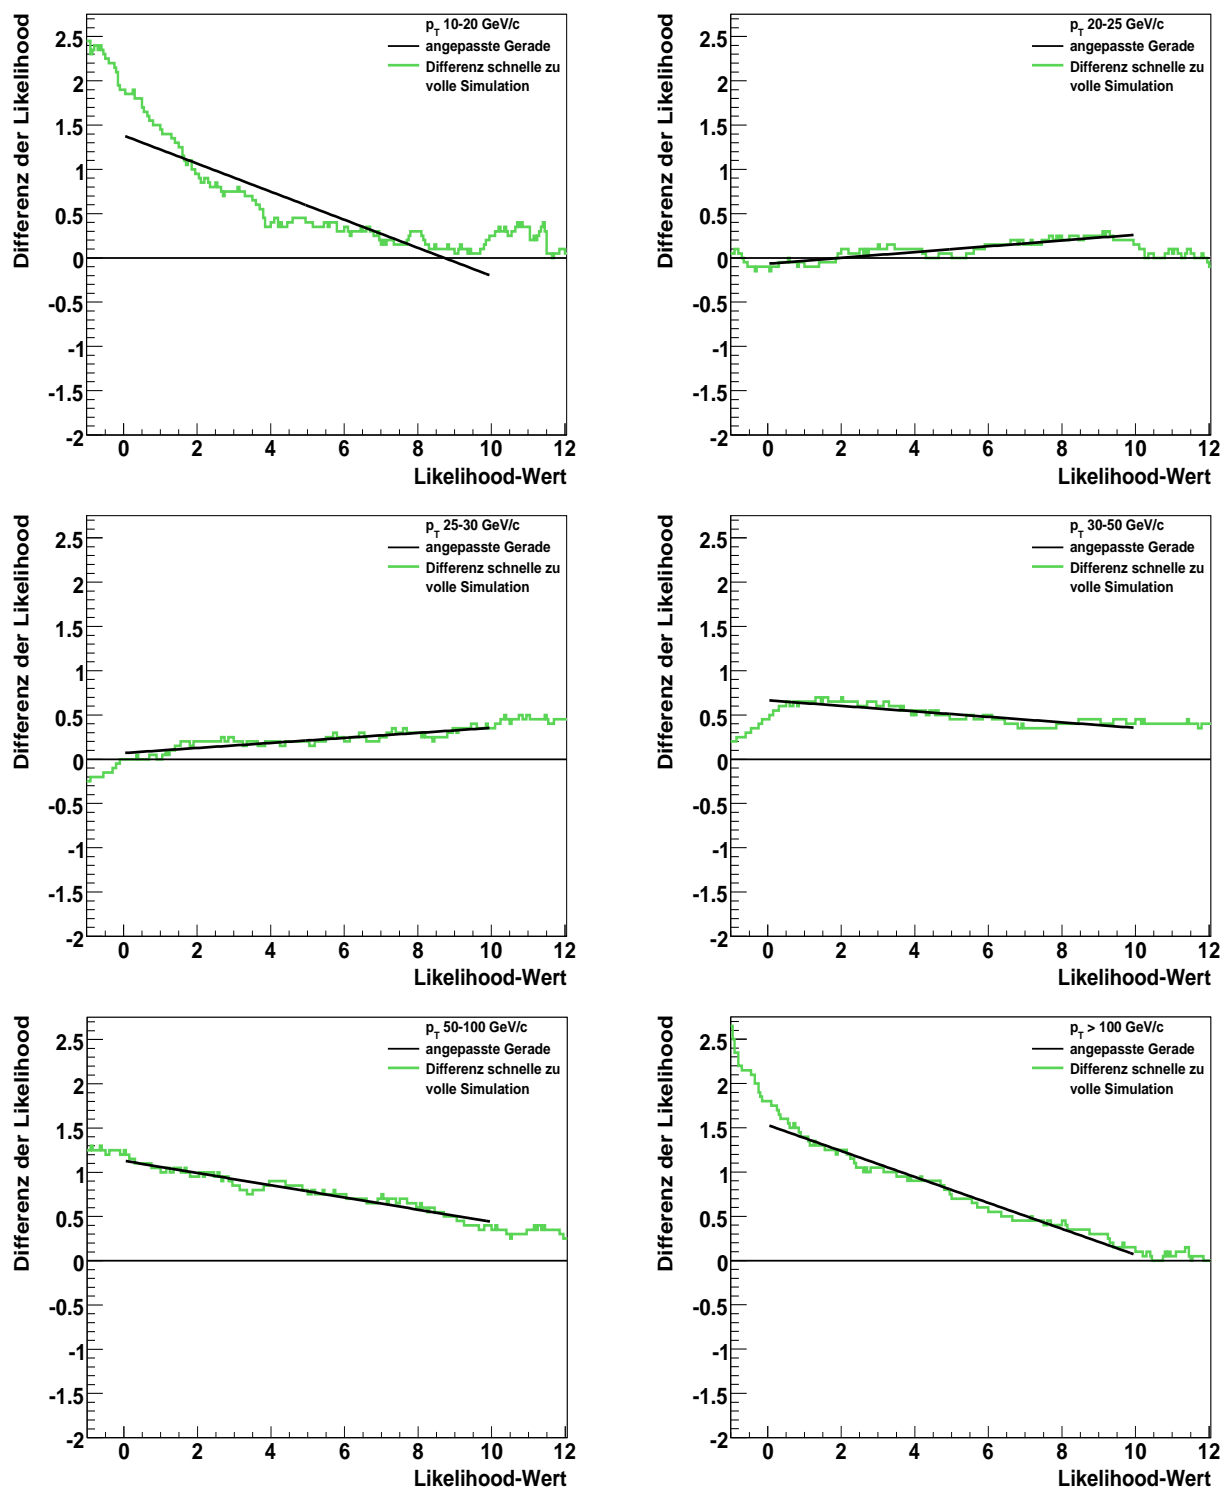 p_T 10-20 GeV/c
angepasste Gerade
Differenz schnelle zu
volle Simulation
Differenz der Likelihood
2.5
2
1.5
1
0.5
0
-0.5
-1
-1.5
-2
0 2 4 6 8 10 12
Likelihood-Wert
p_T 20-25 GeV/c
angepasste Gerade
Differenz schnelle zu
volle Simulation
Differenz der Likelihood
2.5
2
1.5
1
0.5
0
-0.5
-1
-1.5
-2
0 2 4 6 8 10 12
Likelihood-Wert
p_T 25-30 GeV/c
angepasste Gerade
Differenz schnelle zu
volle Simulation
Differenz der Likelihood
2.5
2
1.5
1
0.5
0
-0.5
-1
-1.5
-2
0 2 4 6 8 10 12
Likelihood-Wert
p_T 30-50 GeV/c
angepasste Gerade
Differenz schnelle zu
volle Simulation
Differenz der Likelihood
2.5
2
1.5
1
0.5
0
-0.5
-1
-1.5
-2
0 2 4 6 8 10 12
Likelihood-Wert
p_T 50-100 GeV/c
angepasste Gerade
Differenz schnelle zu
volle Simulation
Differenz der Likelihood
2.5
2
1.5
1
0.5
0
-0.5
-1
-1.5
-2
0 2 4 6 8 10 12
Likelihood-Wert
p_T > 100 GeV/c
angepasste Gerade
Differenz schnelle zu
volle Simulation
Differenz der Likelihood
2.5
2
1.5
1
0.5
0
-0.5
-1
-1.5
-2
0 2 4 6 8 10 12
Likelihood-Wert